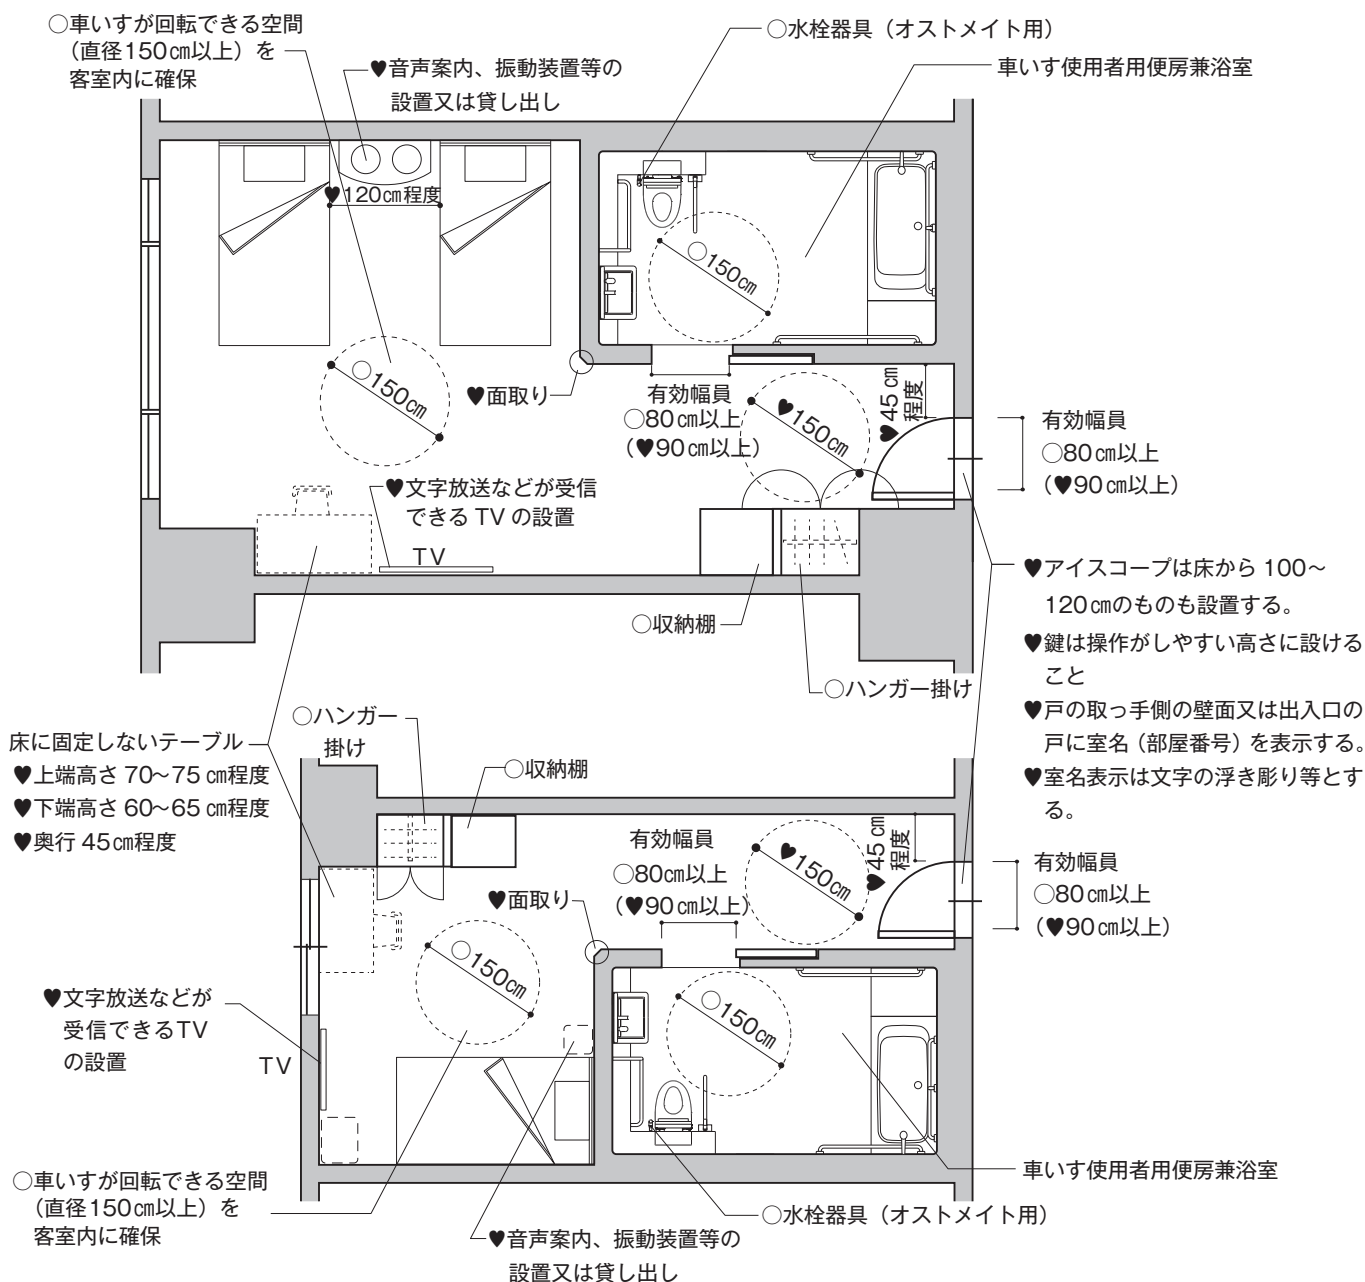 ○車いすが回転できる空間
（直径150㎝以上）を
客室内に確保
♥音声案内、振動装置等の
設置又は貸し出し
○水栓器具（オストメイト用）
車いす使用者用便房兼浴室
♥120㎝程度
○150㎝
○150㎝
♥面取り
有効幅員
○80㎝以上
（♥90㎝以上）
♥150㎝
♥45㎝
程度
有効幅員
○80㎝以上
（♥90㎝以上）
♥文字放送などが受信
できる TV の設置
TV
○収納棚
○ハンガー掛け
♥アイスコープは床から 100～
120㎝のものも設置する。
♥鍵は操作がしやすい高さに設ける
こと
♥戸の取っ手側の壁面又は出入口の
戸に室名（部屋番号）を表示する。
♥室名表示は文字の浮き彫り等とす
る。
床に固定しないテーブル
♥上端高さ 70～75 ㎝程度
♥下端高さ 60～65 ㎝程度
♥奥行 45㎝程度
○ハンガー
掛け
○収納棚
有効幅員
○80㎝以上
（♥90㎝以上）
♥150㎝
♥45㎝
程度
有効幅員
○80㎝以上
（♥90㎝以上）
♥面取り
○150㎝
○150㎝
♥文字放送などが
受信できるTV
の設置
TV
○車いすが回転できる空間
（直径150㎝以上）を
客室内に確保
♥音声案内、振動装置等の
設置又は貸し出し
○水栓器具（オストメイト用）
車いす使用者用便房兼浴室